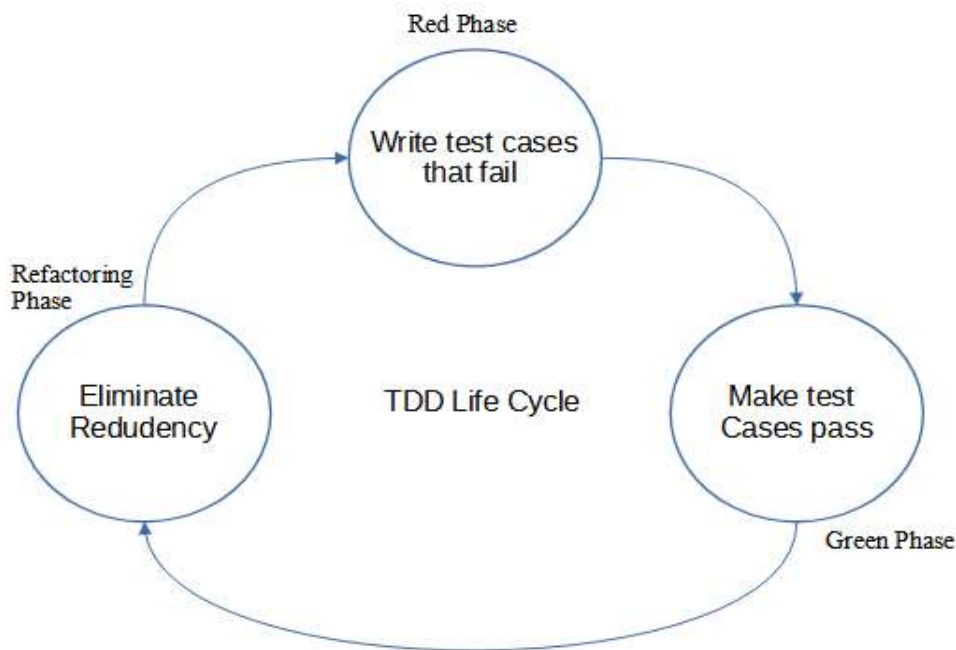 Red Phase
Write test cases
that fail
Refactoring
Phase
Eliminate
Redudency
TDD Life Cycle
Make test
Cases pass
Green Phase